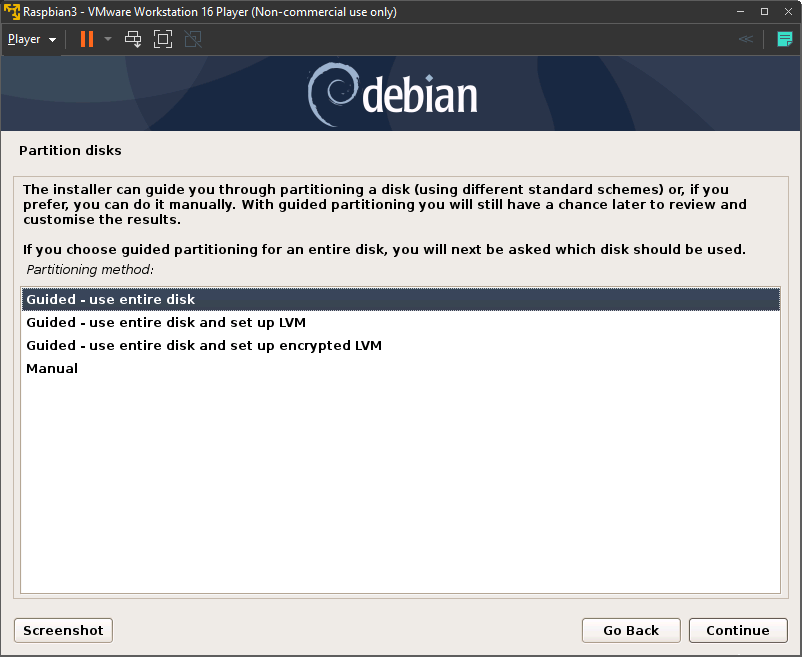 Raspbian3 - VMware Workstation 16 Player (Non-commercial use only)
Player
debian
Partition disks
The installer can guide you through partitioning a disk (using different standard schemes) or, if you
prefer, you can do it manually. With guided partitioning you will still have a chance later to review and
customise the results.
If you choose guided partitioning for an entire disk, you will next be asked which disk should be used.
Partitioning method:
Guided - use entire disk
Guided - use entire disk and set up LVM
Guided - use entire disk and set up encrypted LVM
Manual
Screenshot
Go Back
Continue